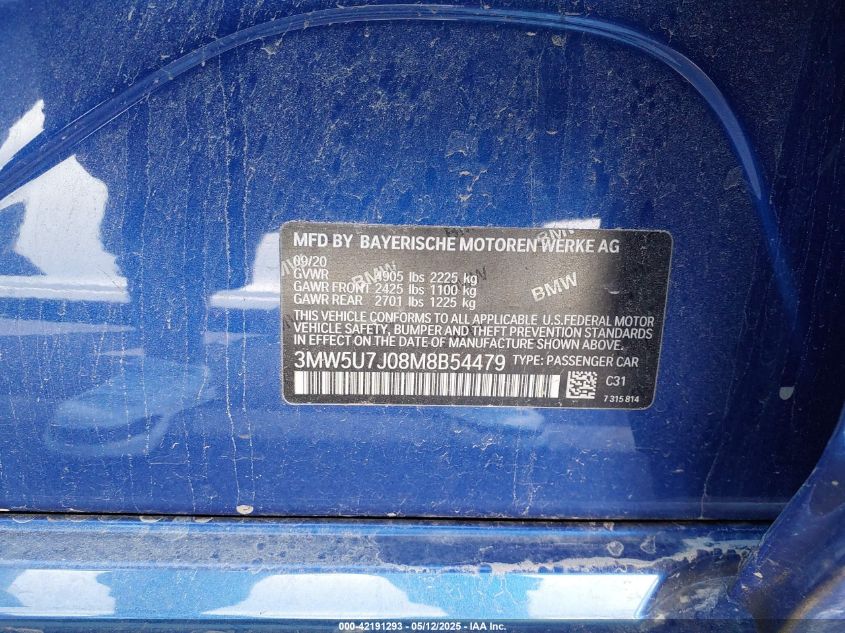 MFD BY BAYERISCHE MOTOREN WERKE AG
09/20
GVWR 4905 lbs 2225 kg
GAWR FRONT 2425 lbs 1100 kg
GAWR REAR 2701 lbs 1225 kg
BMW
BMW
THIS VEHICLE CONFORMS TO ALL APPLICABLE U.S.FEDERAL MOTOR
VEHICLE SAFETY, BUMPER AND THEFT PREVENTION STANDARDS
IN EFFECT ON THE DATE OF MANUFACTURE SHOWN ABOVE.
3MW5U7J08M8B54479 TYPE: PASSENGER CAR
C31
7 315 814
000-42191293 - 05/12/2025 - IAA Inc.